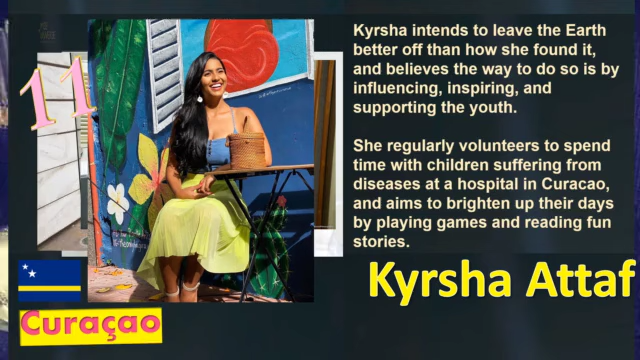 11
Kyrsha intends to leave the Earth
better off than how she found it,
and believes the way to do so is by
influencing, inspiring, and
supporting the youth.
She regularly volunteers to spend
time with children suffering from
diseases at a hospital in Curacao,
and aims to brighten up their days
by playing games and reading fun
stories.
Kyrsha Attaf
Curaçao